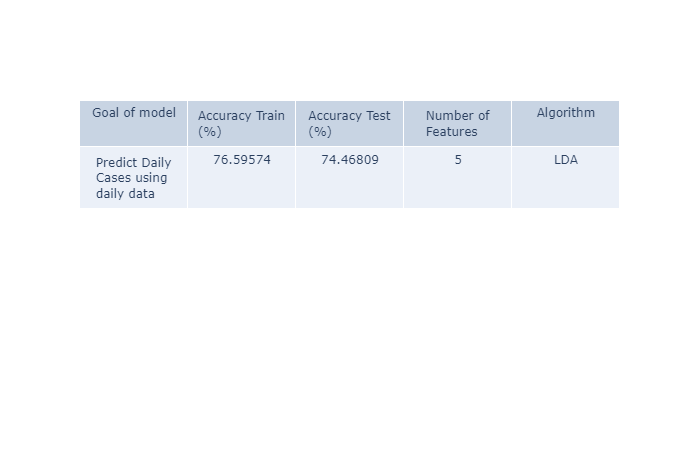 Goal of model
Accuracy Train
(%)
Accuracy Test
(%)
Number of
Features
Algorithm
Predict Daily
Cases using
daily data
76.59574
74.46809
5
LDA